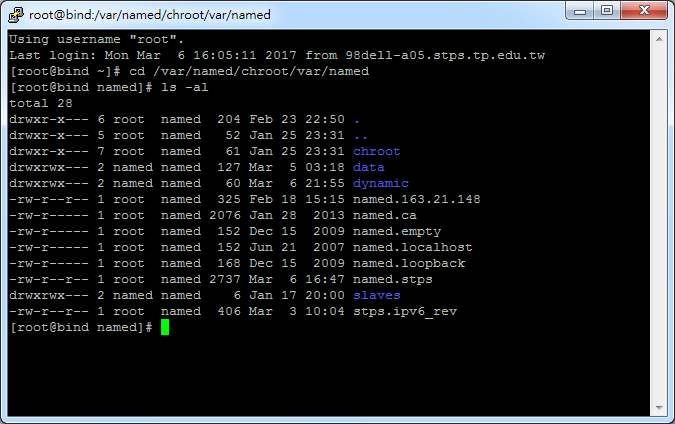 root@bind:/var/named/chroot/var/named
Using username "root".
Last login: Mon Mar  6 16:05:11 2017 from 98dell-a05.stps.tp.edu.tw
[root@bind ~]# cd /var/named/chroot/var/named
[root@bind named]# ls -al
total 28
drwxr-x--- 6 root  named  204 Feb 23 22:50 .
drwxr-x--- 5 root  named   52 Jan 25 23:31 ..
drwxr-x--- 7 root  named   61 Jan 25 23:31 chroot
drwxrwx--- 2 named named  127 Mar  5 03:18 data
drwxrwx--- 2 named named   60 Mar  6 21:55 dynamic
-rw-r--r-- 1 root  named  325 Feb 18 15:15 named.163.21.148
-rw-r----- 1 root  named 2076 Jan 28  2013 named.ca
-rw-r----- 1 root  named  152 Dec 15  2009 named.empty
-rw-r----- 1 root  named  152 Jun 21  2007 named.localhost
-rw-r----- 1 root  named  168 Dec 15  2009 named.loopback
-rw-r--r-- 1 root  named 2737 Mar  6 16:47 named.stps
drwxrwx--- 2 named named    6 Jan 17 20:00 slaves
-rw-r--r-- 1 root  named  406 Mar  3 10:04 stps.ipv6_rev
[root@bind named]#